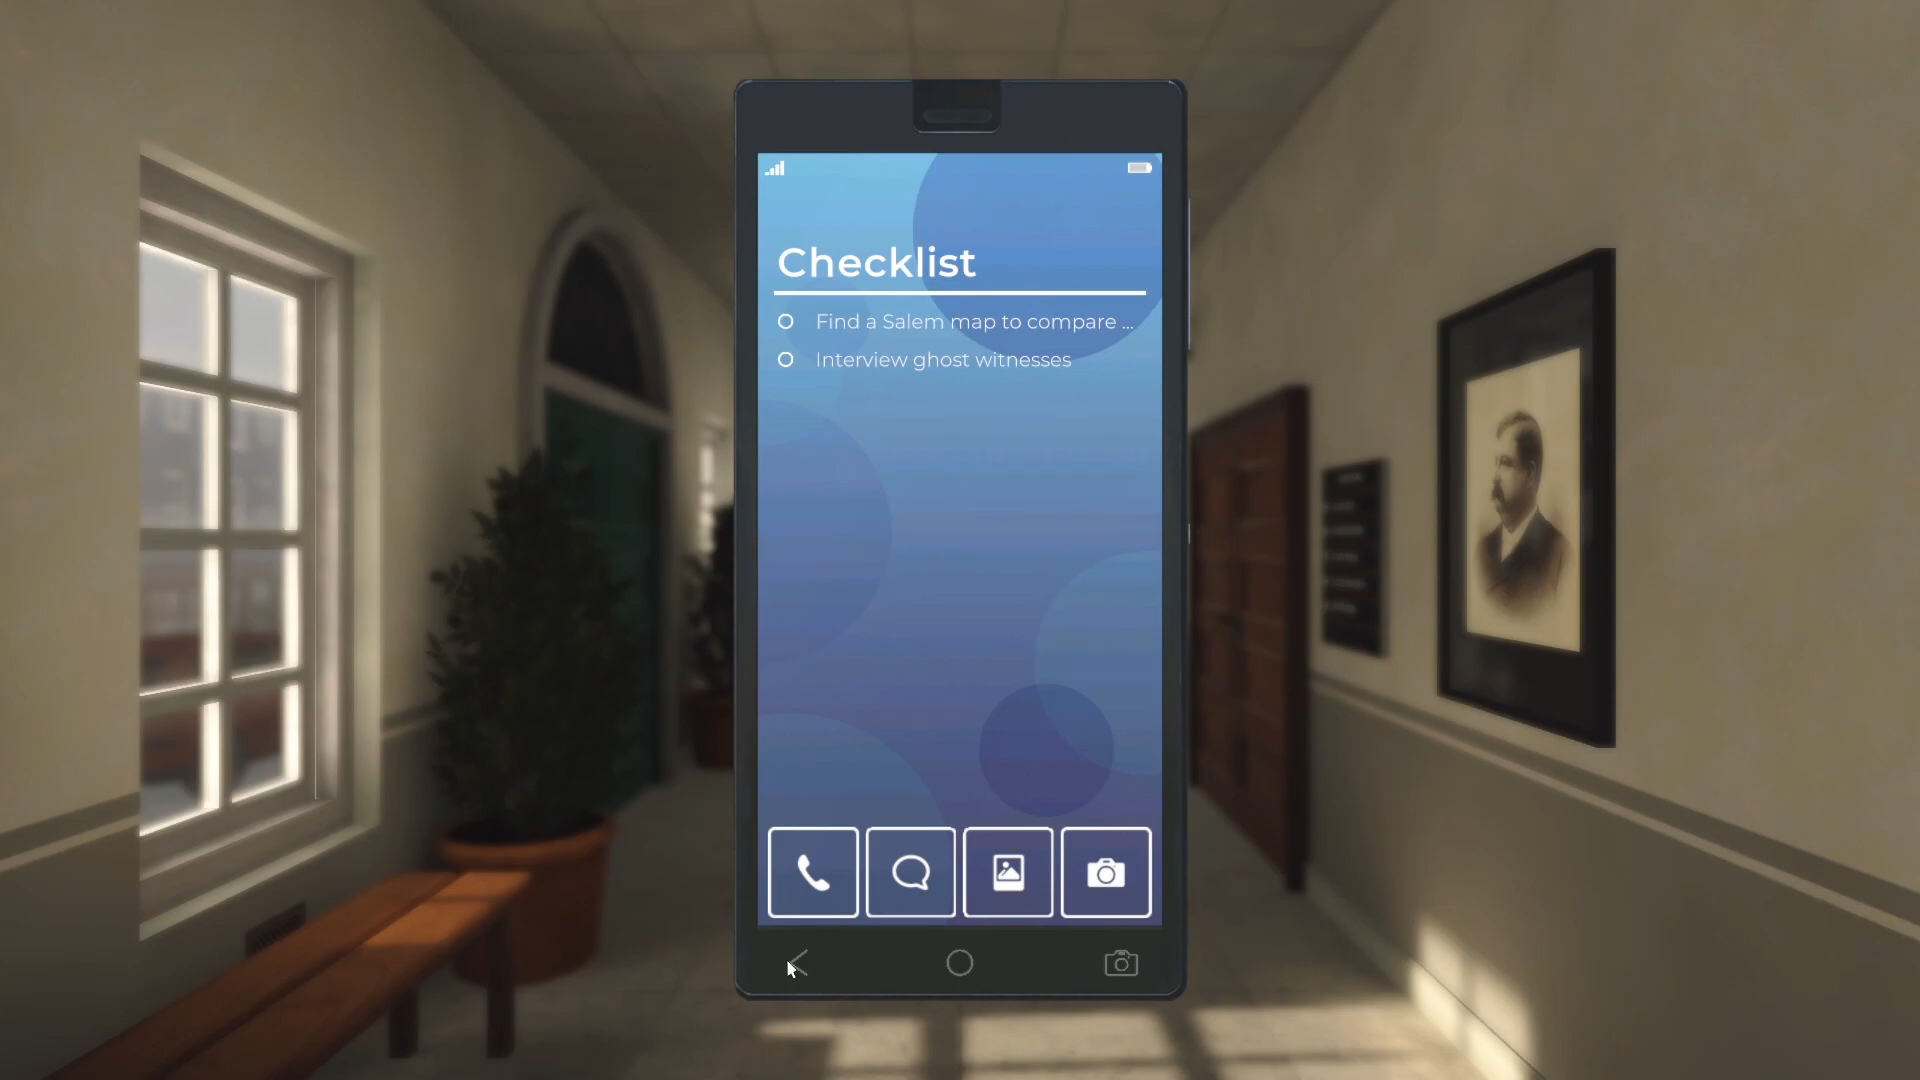 Checklist
Find a Salem map to compare ...
Interview ghost witnesses